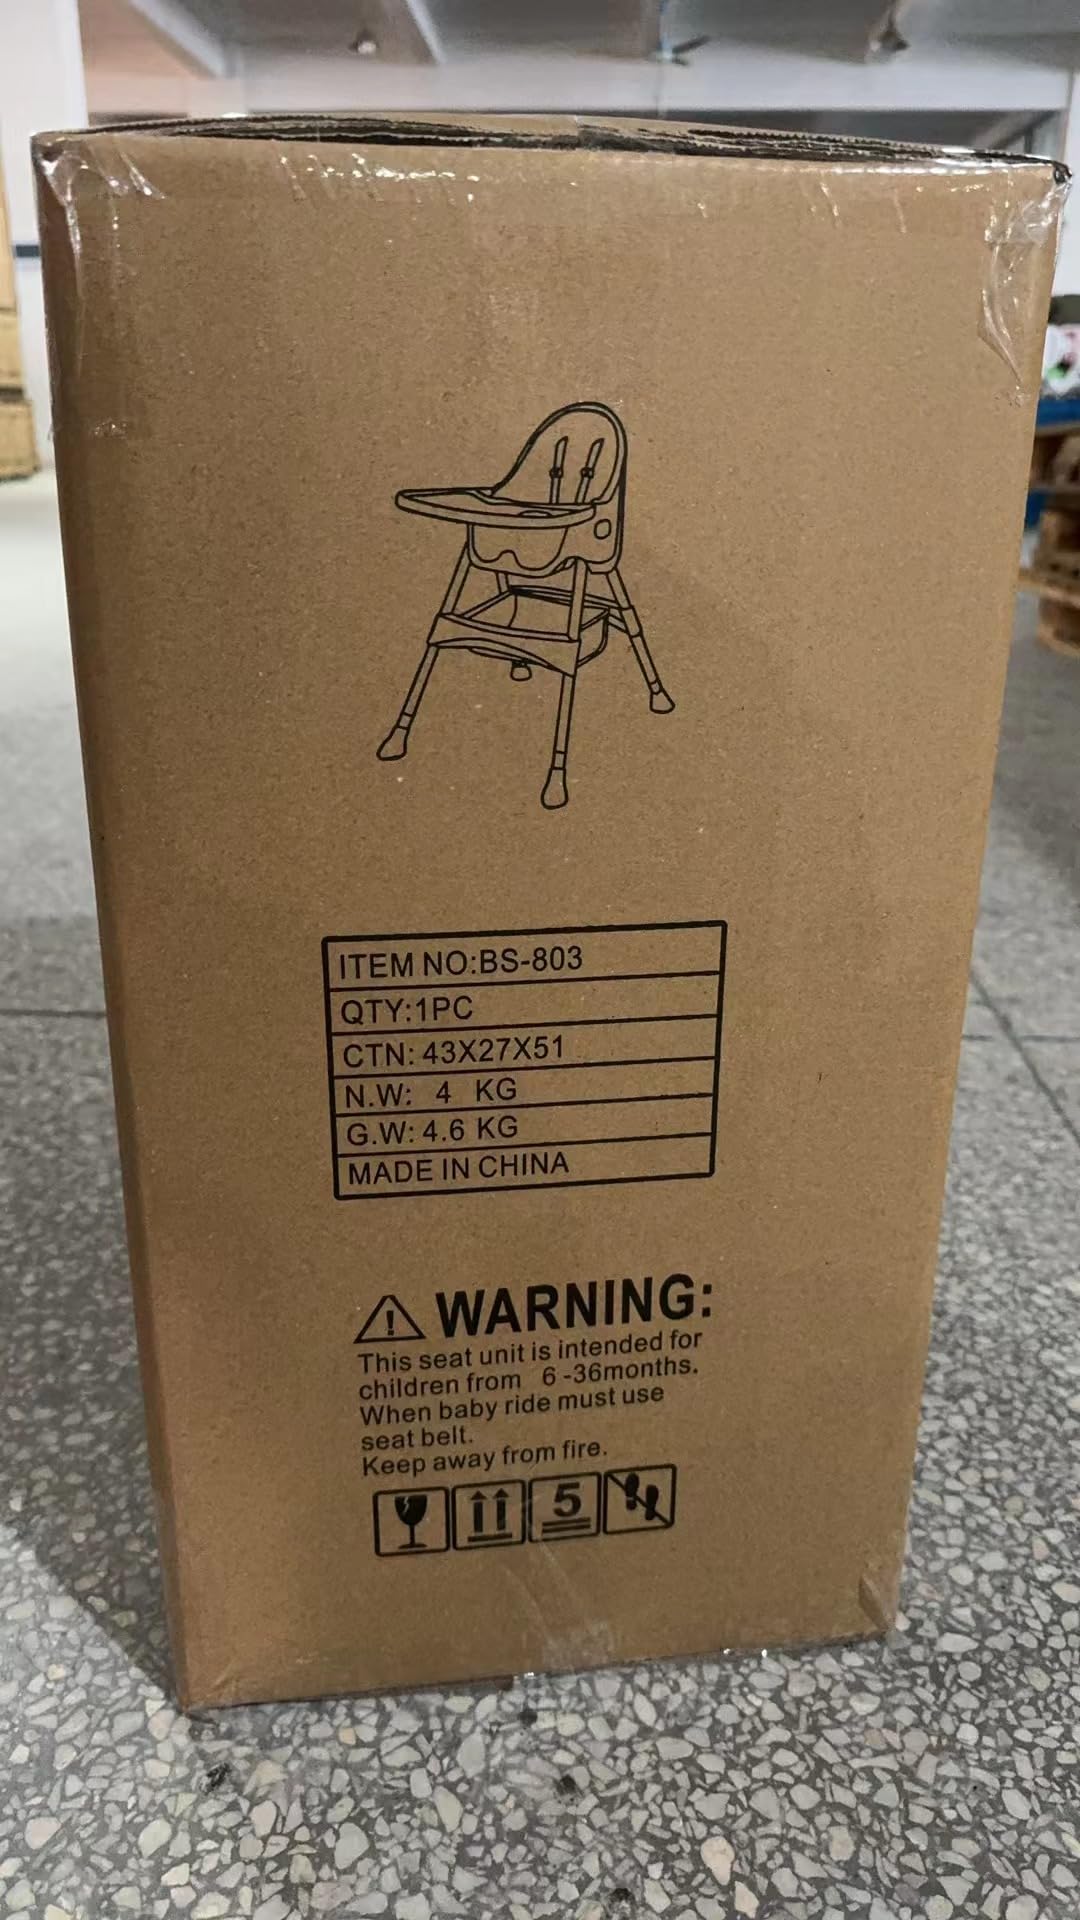 ITEM NO:BS-803
QTY:1PC
CTN: 43X27X51
N.W: 4 KG
G.W: 4.6 KG
MADE IN CHINA
WARNING:
This seat unit is intended for
children from 6-36months.
When baby ride must use
seat belt.
Keep away from fire.
5